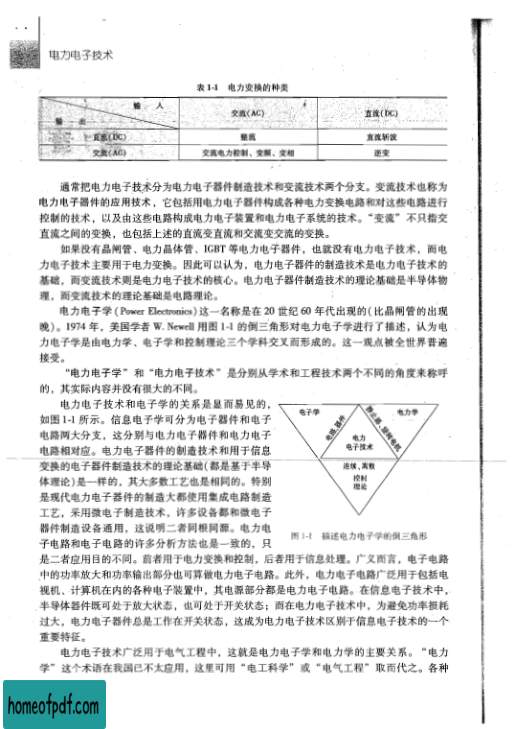 电力电子技术
表 1-1 电力变换的种类
输 入
输 出
交流(AC)
直流(DC)
直流(DC)
整流
直流斩波
交流(AC)
交流电力控制、变频、变相
逆变
通常把电力电子技术分为电力电子器件制造技术和变流技术两个分支。变流技术也称为
电力电子器件的应用技术，它包括用电力电子器件构成各种电力变换电路和对这些电路进行
控制的技术，以及由这些电路构成电力电子装置和电力电子系统的技术。“变流”不只指交
直流之间的变换，也包括上述的直流变直流和交流变交流的变换。
如果没有晶闸管、电力晶体管、IGBT 等电力电子器件，也就没有电力电子技术，而电
力电子技术主要用于电力变换。因此可以认为，电力电子器件的制造技术是电力电子技术的
基础，而变流技术则是电力电子技术的核心。电力电子器件制造技术的理论基础是半导体物
理，而变流技术的理论基础是电路理论。
电力电子学 (Power Electronics) 这一名称是在 20 世纪 60 年代出现的(比晶闸管的出现
晚)。1974 年，美国学者 W. Newell 用图 1-1 的倒三角形对电力电子学进行了描述，认为电
力电子学是由电力学、电子学和控制理论三个学科交叉而形成的。这一观点被全世界普遍
接受。
“电力电子学”和“电力电子技术”是分别从学术和工程技术两个不同的角度来称呼
的，其实际内容并没有很大的不同。
电力电子技术和电子学的关系是显而易见的，
如图 1-1 所示。信息电子学可分为电子器件和电子
电路两大分支，这分别与电力电子器件和电力电子
电路相对应。电力电子器件的制造技术和用于信息
变换的电子器件制造技术的理论基础(都是基于半导
体理论)是一样的，其大多数工艺也是相同的。特别
是现代电力电子器件的制造大都使用集成电路制造
工艺，采用微电子制造技术，许多设备都和微电子
器件制造设备通用，这说明二者同根同源。电力电
子电路和电子电路的许多分析方法也是一致的，只
电子学
电力学
电路、器件
静止器、旋转电机
电力
电子技术
连续、离散
控制
理论
图 1-1 描述电力电子学的倒三角形
是二者应用目的不同。前者用于电力变换和控制，后者用于信息处理。广义而言，电子电路
中的功率放大和功率输出部分也可算做电力电子电路。此外，电力电子电路广泛用于包括电
视机、计算机在内的各种电子装置中，其电源部分都是电力电子电路。在信息电子技术中，
半导体器件既可处于放大状态，也可处于开关状态；而在电力电子技术中，为避免功率损耗
过大，电力电子器件总是工作在开关状态，这成为电力电子技术区别于信息电子技术的一个
重要特征。
电力电子技术广泛用于电气工程中，这就是电力电子学和电力学的主要关系。“电力
学”这个术语在我国已不太应用，这里可用“电工科学”或“电气工程”取而代之。各种
homeofpdf.com